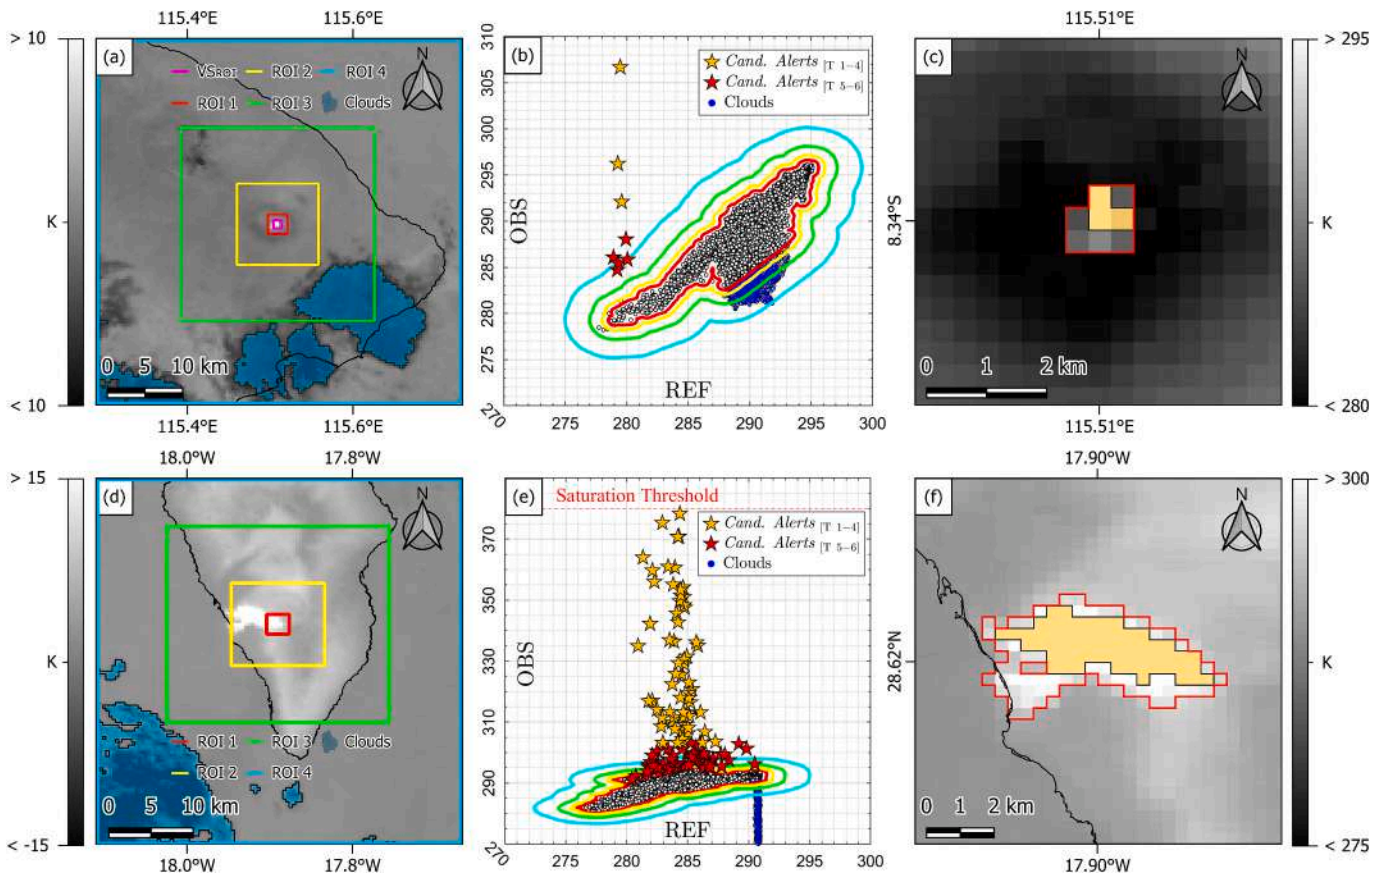 115.4°E 115.6°E
> 10
(a)
N
VSROI ROI 2 ROI 4
ROI 1 ROI 3 Clouds
K
0 5 10 km
< 10
115.4°E 115.6°E
(b)
310
305
300
295
290
285
280
275
270
OBS
Cand. Alerts [T 1–4]
Cand. Alerts [T 5–6]
Clouds
REF
270 275 280 285 290 295 300
115.51°E
(c)
N
> 295
8.34°S
K
0 1 2 km
< 280
115.51°E
18.0°W 17.8°W
> 15
(d)
N
K
ROI 1 ROI 3 Clouds
ROI 2 ROI 4
0 5 10 km
< -15
18.0°W 17.8°W
(e)
Saturation Threshold
370
350
330
310
290
270
OBS
Cand. Alerts [T 1–4]
Cand. Alerts [T 5–6]
Clouds
REF
270 275 280 285 290 295 300
17.90°W
(f)
N
> 300
28.62°N
K
0 1 2 km
< 275
17.90°W